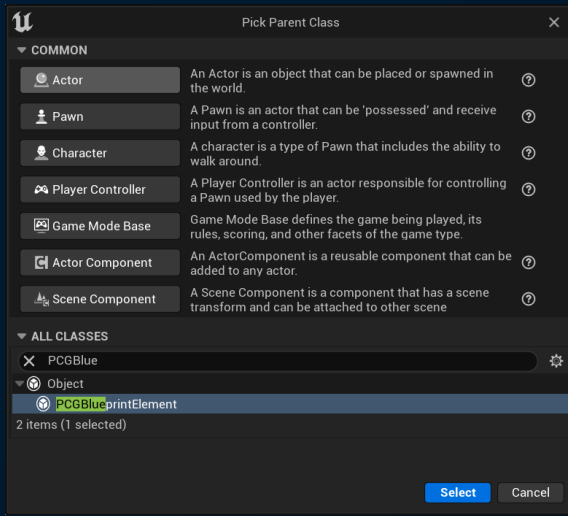 Pick Parent Class
COMMON
Actor
An Actor is an object that can be placed or spawned in
the world.
Pawn
A Pawn is an actor that can be 'possessed' and receive
input from a controller.
Character
A character is a type of Pawn that includes the ability to
walk around.
Player Controller
A Player Controller is an actor responsible for controlling
a Pawn used by the player.
Game Mode Base
Game Mode Base defines the game being played, its
rules, scoring, and other facets of the game type.
Actor Component
An ActorComponent is a reusable component that can be
added to any actor.
Scene Component
A Scene Component is a component that has a scene
transform and can be attached to other scene
ALL CLASSES
PCGBlue
Object
PCGBlueprintElement
2 items (1 selected)
Select
Cancel